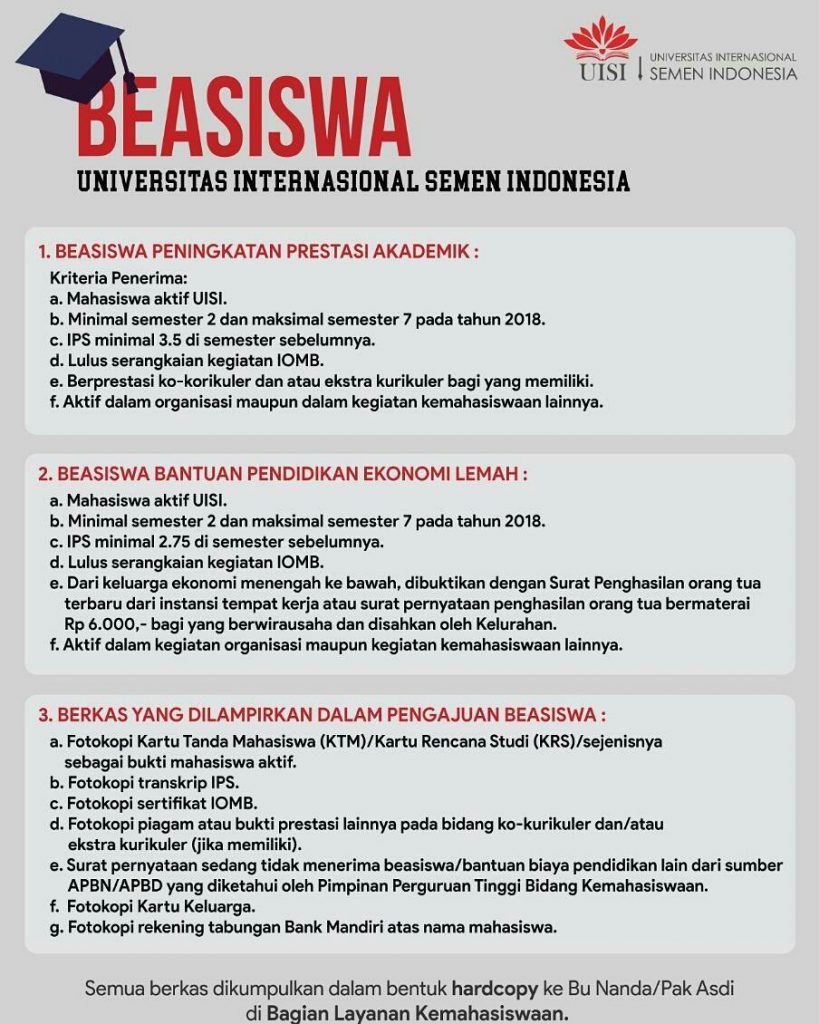 BEASISWA
UNIVERSITAS INTERNASIONAL SEMEN INDONESIA
UISI
UNIVERSITAS INTERNASIONAL
SEMEN INDONESIA
1. BEASISWA PENINGKATAN PRESTASI AKADEMIK :
Kriteria Penerima:
a. Mahasiswa aktif UISI.
b. Minimal semester 2 dan maksimal semester 7 pada tahun 2018.
c. IPS minimal 3.5 di semester sebelumnya.
d. Lulus serangkaian kegiatan IOMB.
e. Berprestasi ko-korikuler dan atau ekstra kurikuler bagi yang memiliki.
f. Aktif dalam organisasi maupun dalam kegiatan kemahasiswaan lainnya.
2. BEASISWA BANTUAN PENDIDIKAN EKONOMI LEMAH :
a. Mahasiswa aktif UISI.
b. Minimal semester 2 dan maksimal semester 7 pada tahun 2018.
c. IPS minimal 2.75 di semester sebelumnya.
d. Lulus serangkaian kegiatan IOMB.
e. Dari keluarga ekonomi menengah ke bawah, dibuktikan dengan Surat Penghasilan orang tua
terbaru dari instansi tempat kerja atau surat pernyataan penghasilan orang tua bermaterai
Rp 6.000,- bagi yang berwirausaha dan disahkan oleh Kelurahan.
f. Aktif dalam kegiatan organisasi maupun kegiatan kemahasiswaan lainnya.
3. BERKAS YANG DILAMPIRKAN DALAM PENGAJUAN BEASISWA :
a. Fotokopi Kartu Tanda Mahasiswa (KTM)/Kartu Rencana Studi (KRS)/sejenisnya
sebagai bukti mahasiswa aktif.
b. Fotokopi transkrip IPS.
c. Fotokopi sertifikat IOMB.
d. Fotokopi piagam atau bukti prestasi lainnya pada bidang ko-kurikuler dan/atau
ekstra kurikuler (jika memiliki).
e. Surat pernyataan sedang tidak menerima beasiswa/bantuan biaya pendidikan lain dari sumber
APBN/APBD yang diketahui oleh Pimpinan Perguruan Tinggi Bidang Kemahasiswaan.
f. Fotokopi Kartu Keluarga.
g. Fotokopi rekening tabungan Bank Mandiri atas nama mahasiswa.
Semua berkas dikumpulkan dalam bentuk hardcopy ke Bu Nanda/Pak Asdi
di Bagian Layanan Kemahasiswaan.